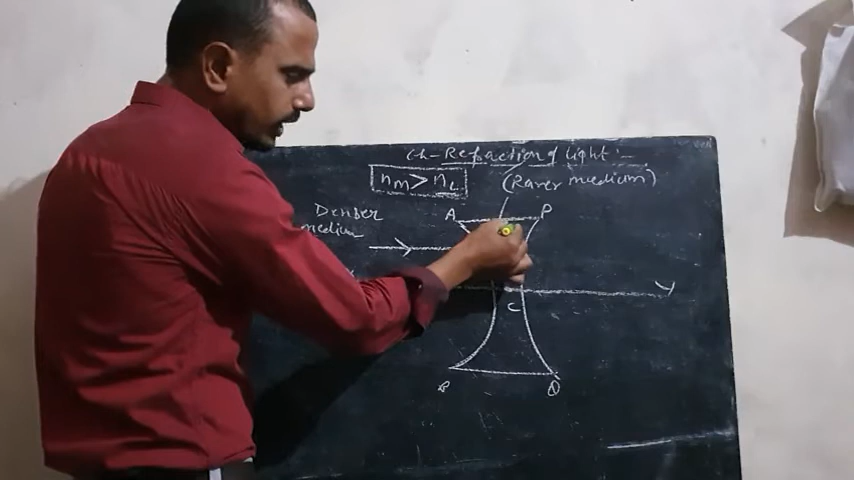 Ch- Refraction of light :-
nm > nL
(Rarer medium)
Denser
medium
A P
C
B Q